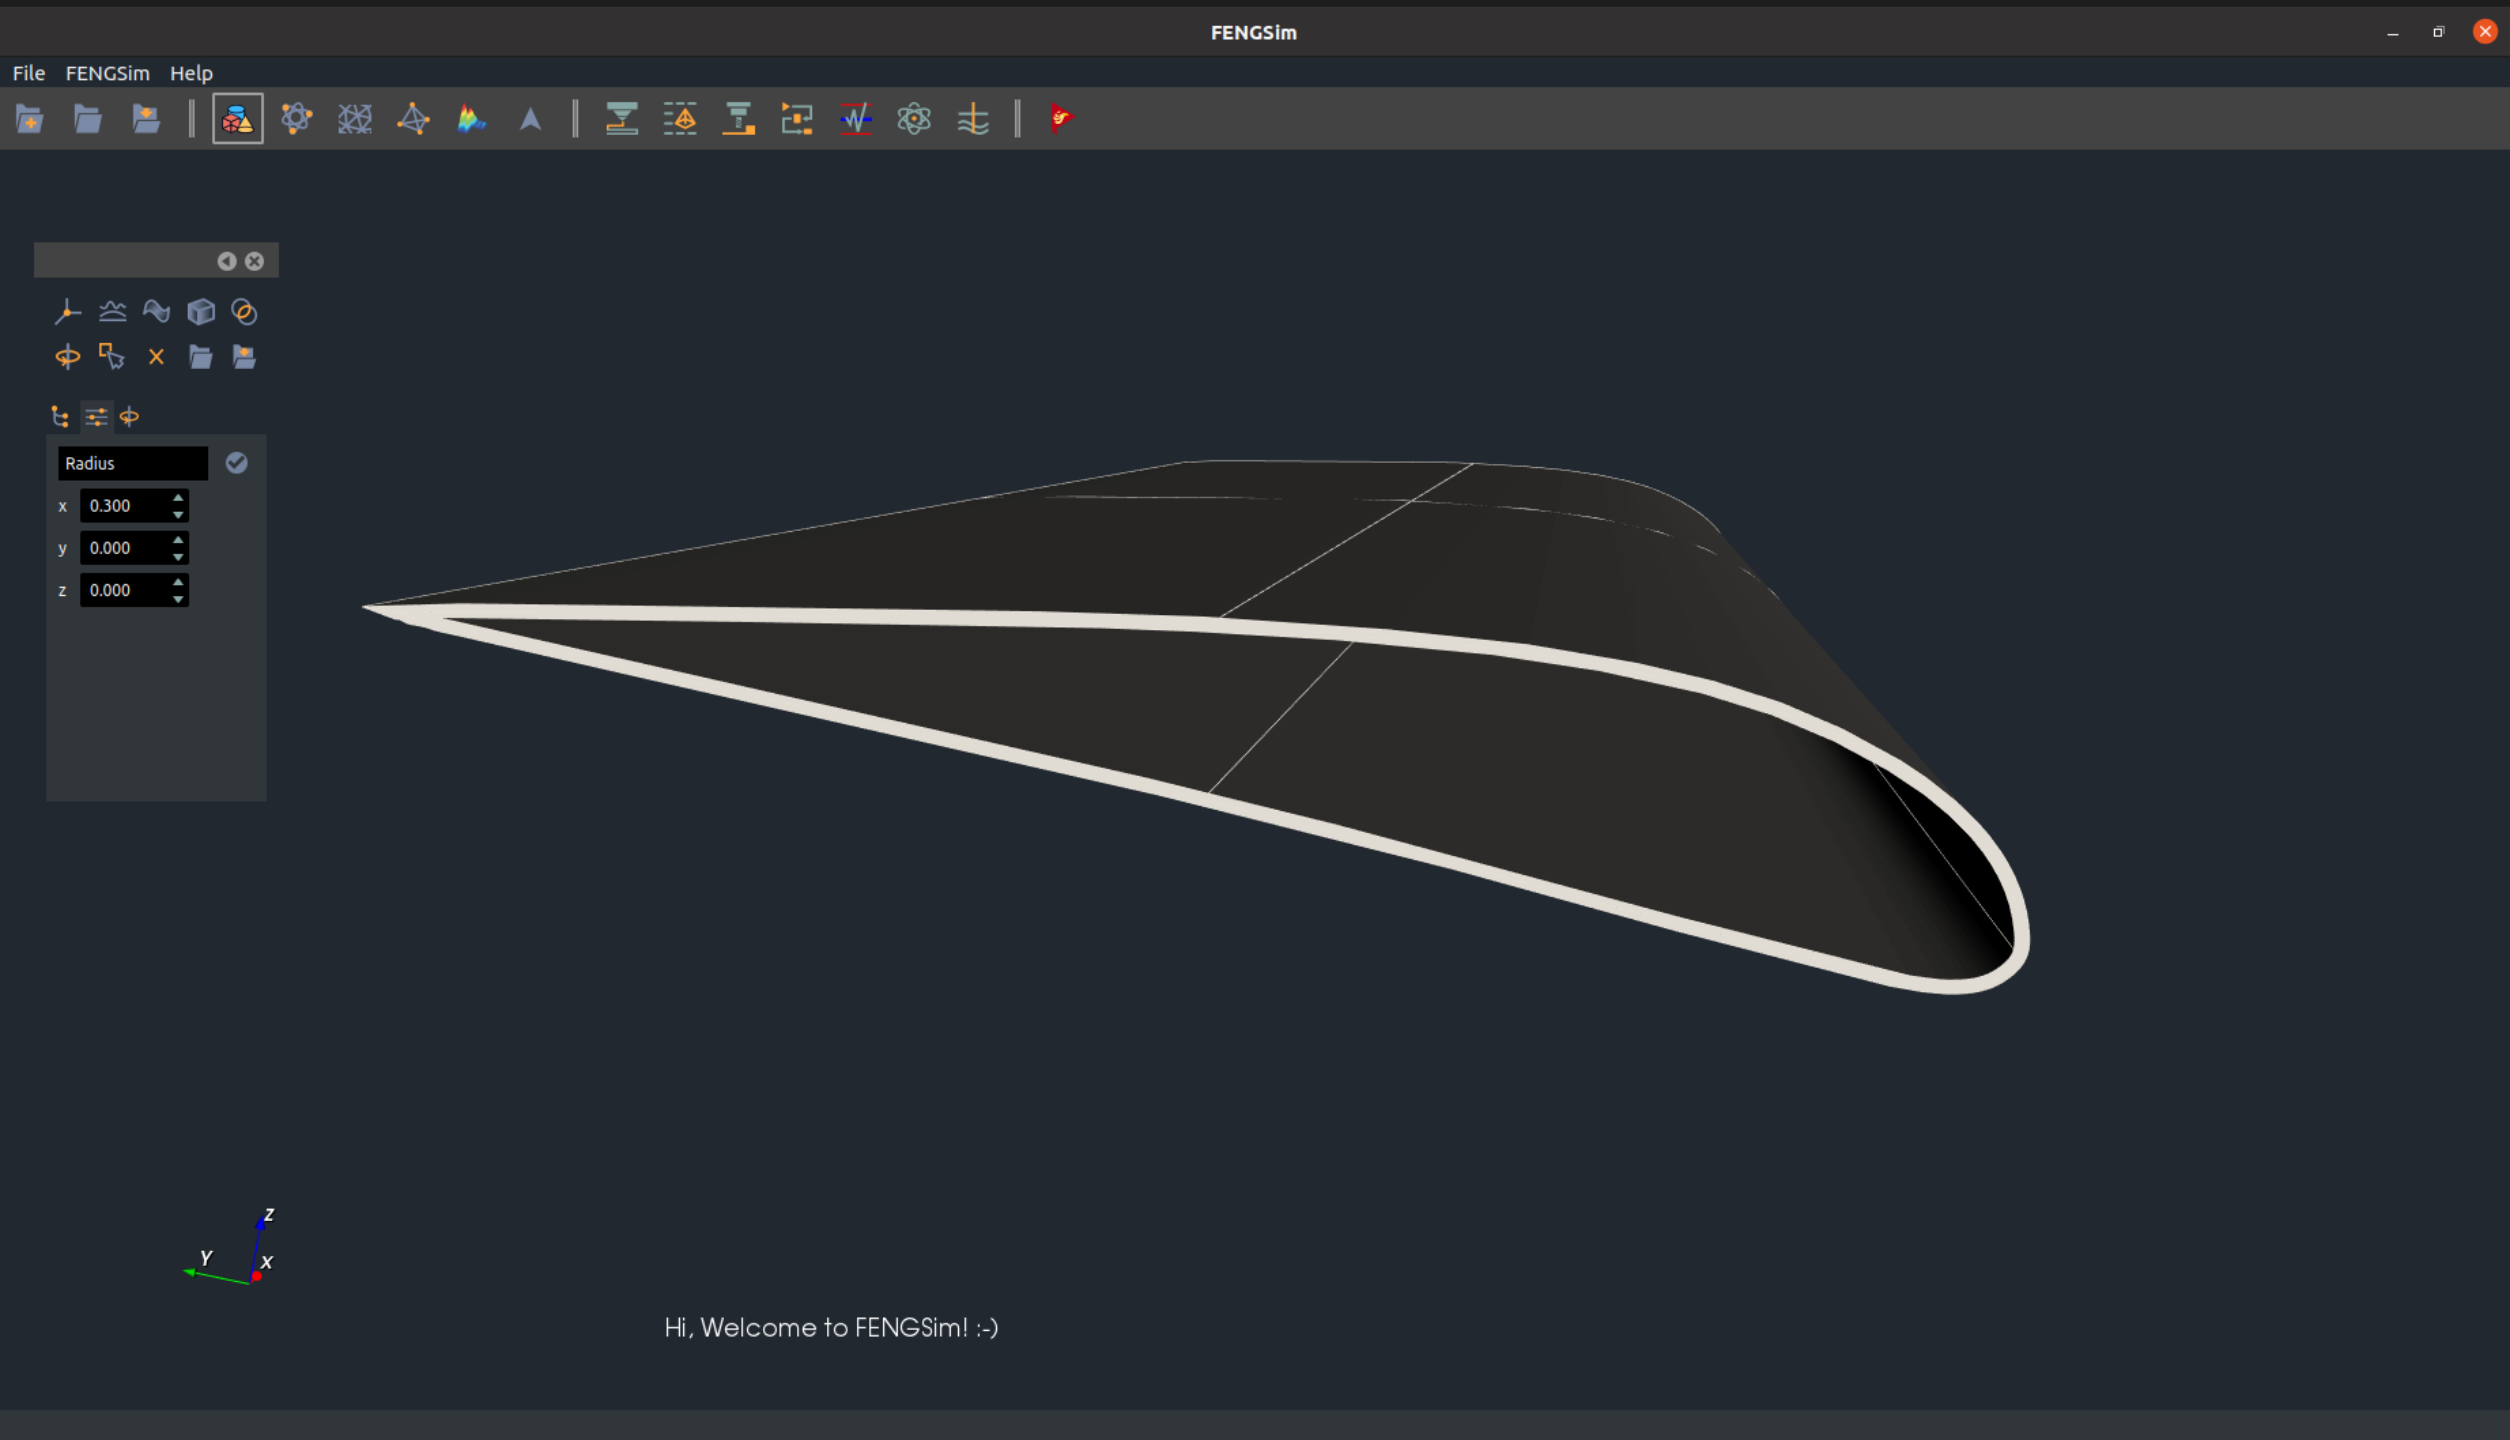 FENGSim
File FENGSim Help
Radius
x 0.300
y 0.000
z 0.000
Z
Y
X
Hi, Welcome to FENGSim! :-)